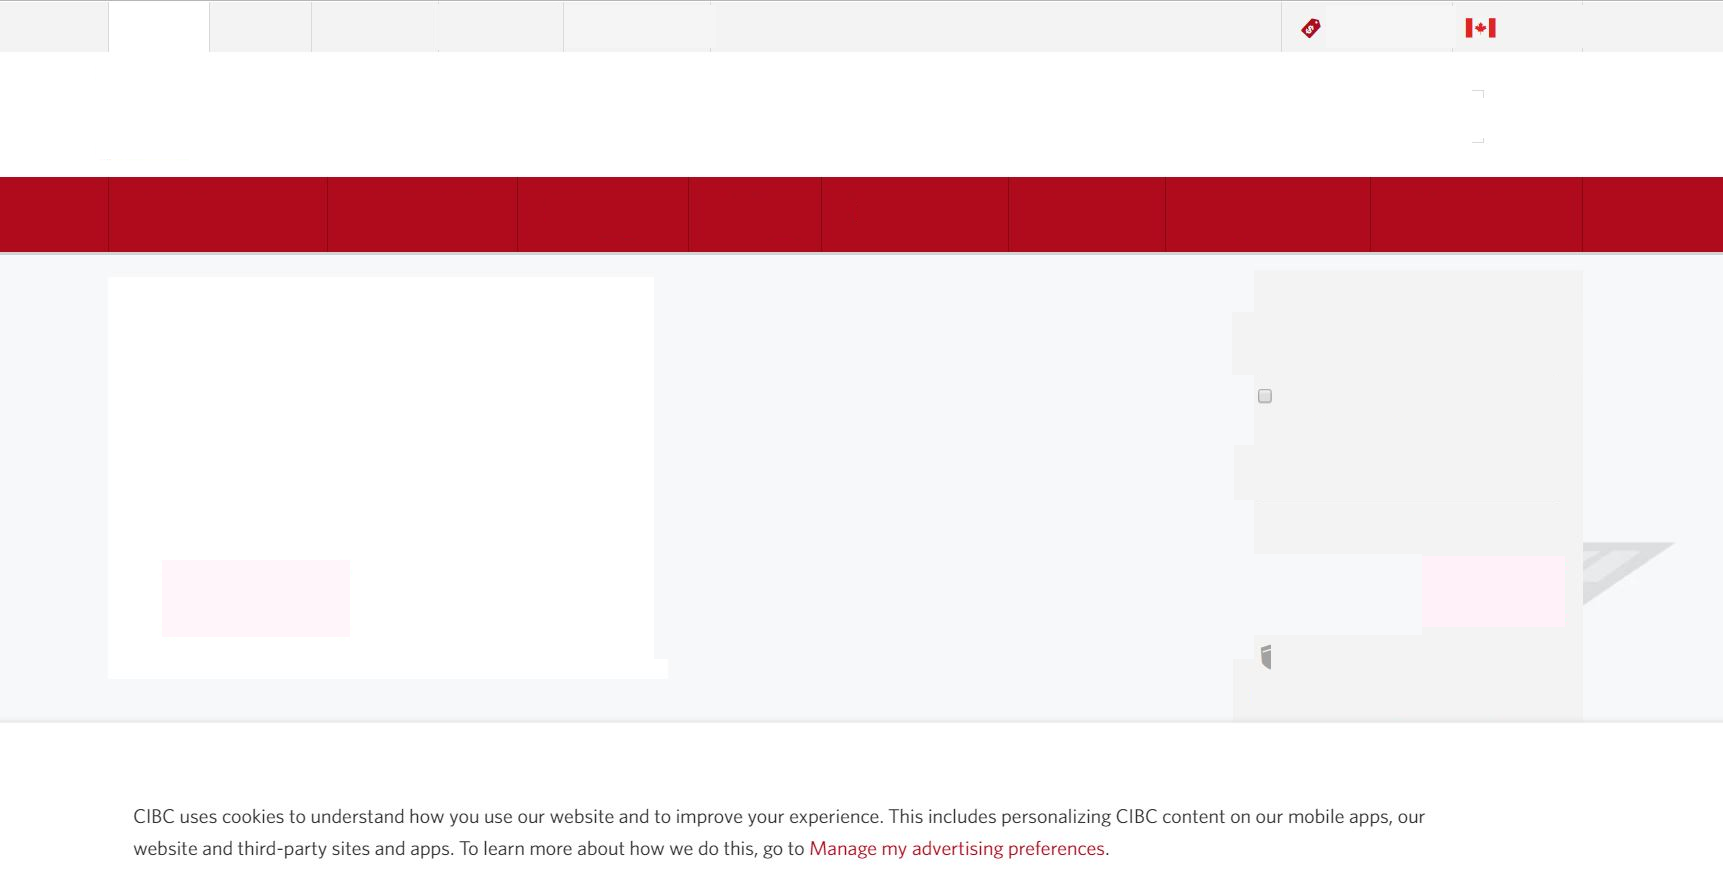 CIBC uses cookies to understand how you use our website and to improve your experience. This includes personalizing CIBC content on our mobile apps, our
website and third-party sites and apps. To learn more about how we do this, go to Manage my advertising preferences.